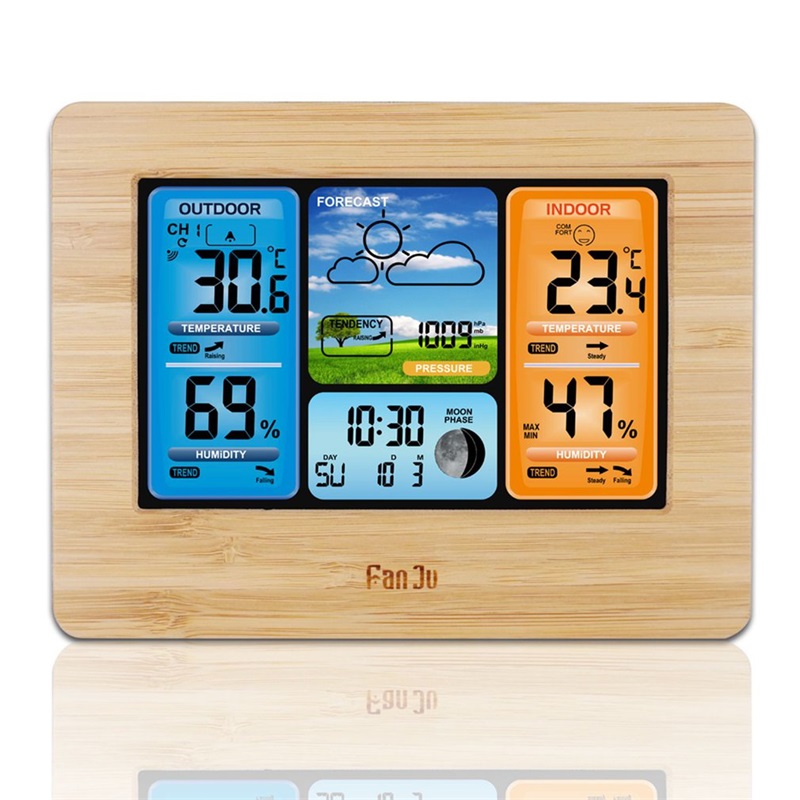 OUTDOOR
CH 1
30.6 °C
TEMPERATURE
TREND
Raising
69%
HUMiDiTY
TREND
Falling
FORECAST
TENDENCY
RAISING
1009
hPa
mb
inHg
PRESSURE
10:30
MOON
PHASE
DAY D M
SU 10 3
INDOOR
COM
FORT
23.4 °C
TEMPERATURE
TREND
Steady
47%
MAX
MIN
HUMIDITY
TREND
Steady Falling
FanJu